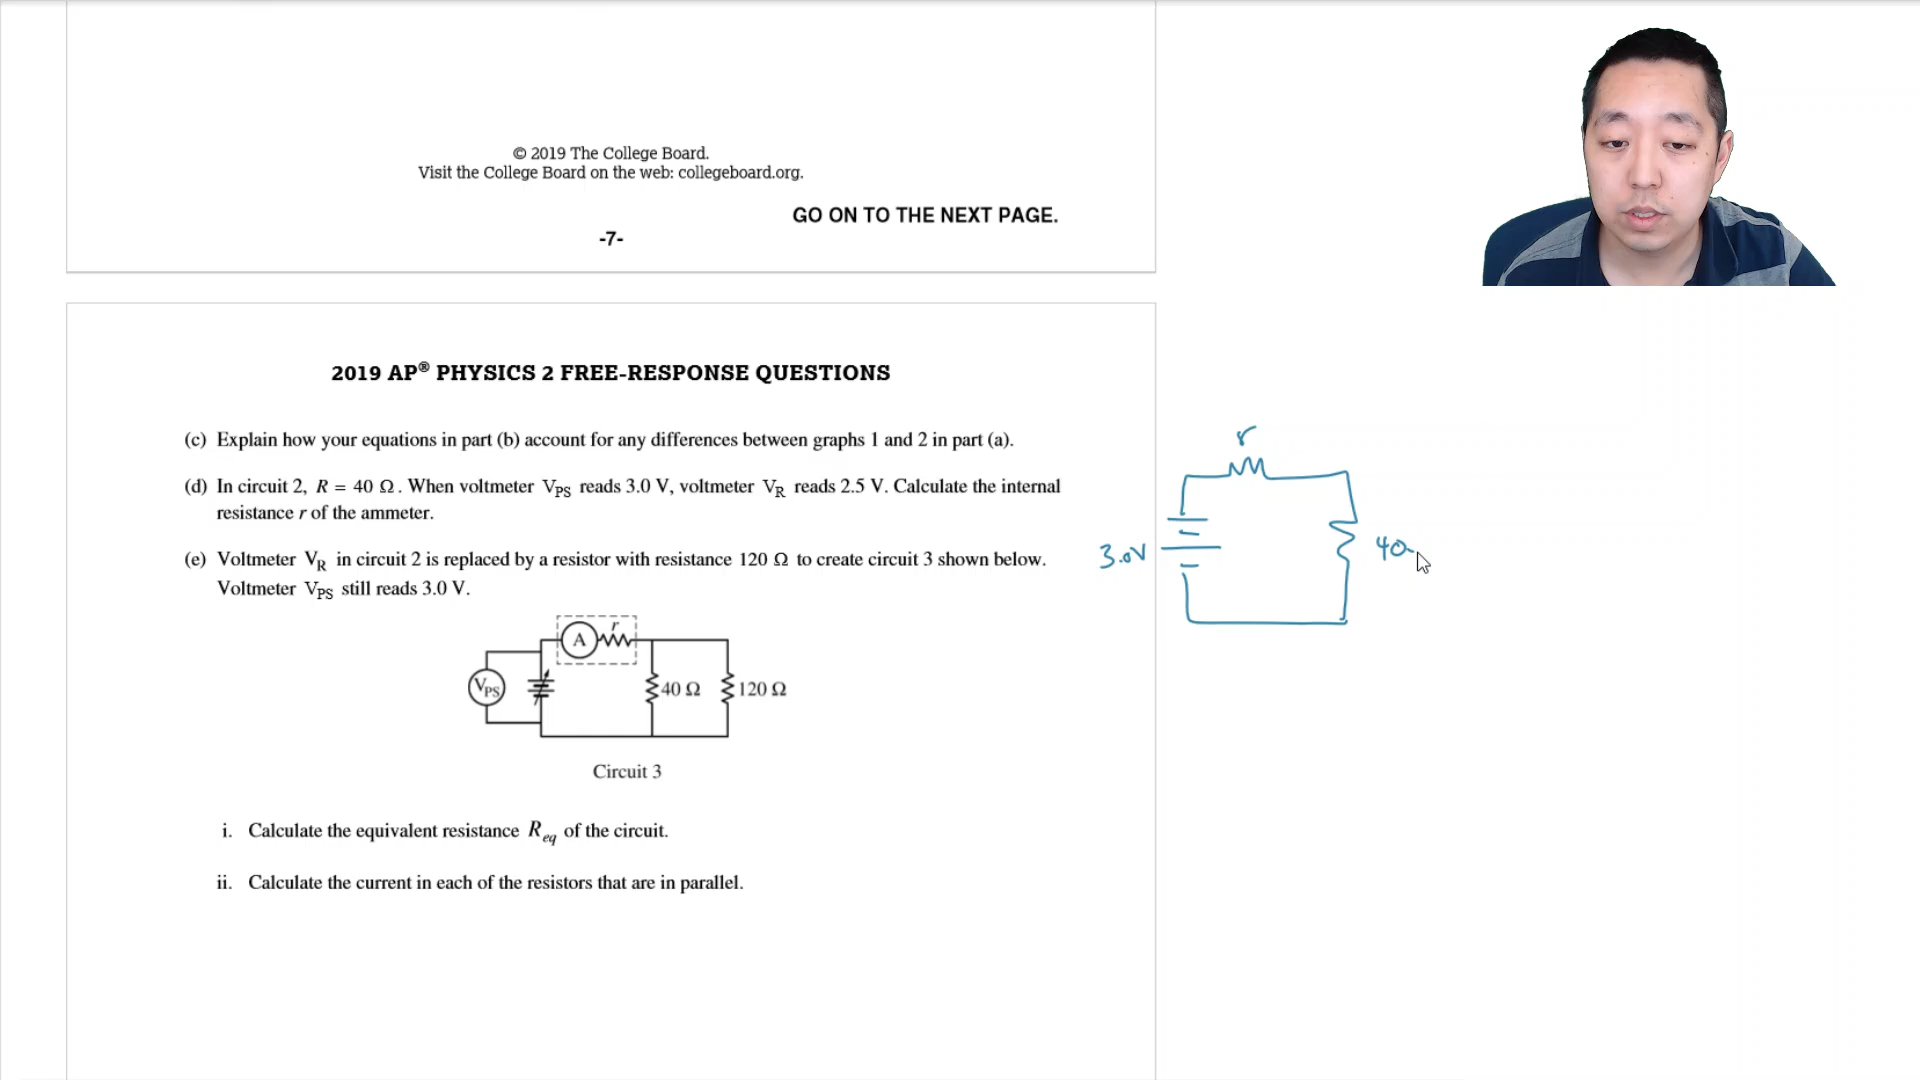 © 2019 The College Board.
Visit the College Board on the web: collegeboard.org.
GO ON TO THE NEXT PAGE.
-7-
2019 AP® PHYSICS 2 FREE-RESPONSE QUESTIONS
(c) Explain how your equations in part (b) account for any differences between graphs 1 and 2 in part (a).
(d) In circuit 2, R = 40 Ω. When voltmeter VPS reads 3.0 V, voltmeter VR reads 2.5 V. Calculate the internal
resistance r of the ammeter.
(e) Voltmeter VR in circuit 2 is replaced by a resistor with resistance 120 Ω to create circuit 3 shown below.
Voltmeter VPS still reads 3.0 V.
A r
VPS
40 Ω
120 Ω
Circuit 3
i. Calculate the equivalent resistance Req of the circuit.
ii. Calculate the current in each of the resistors that are in parallel.
r
3.0V
40